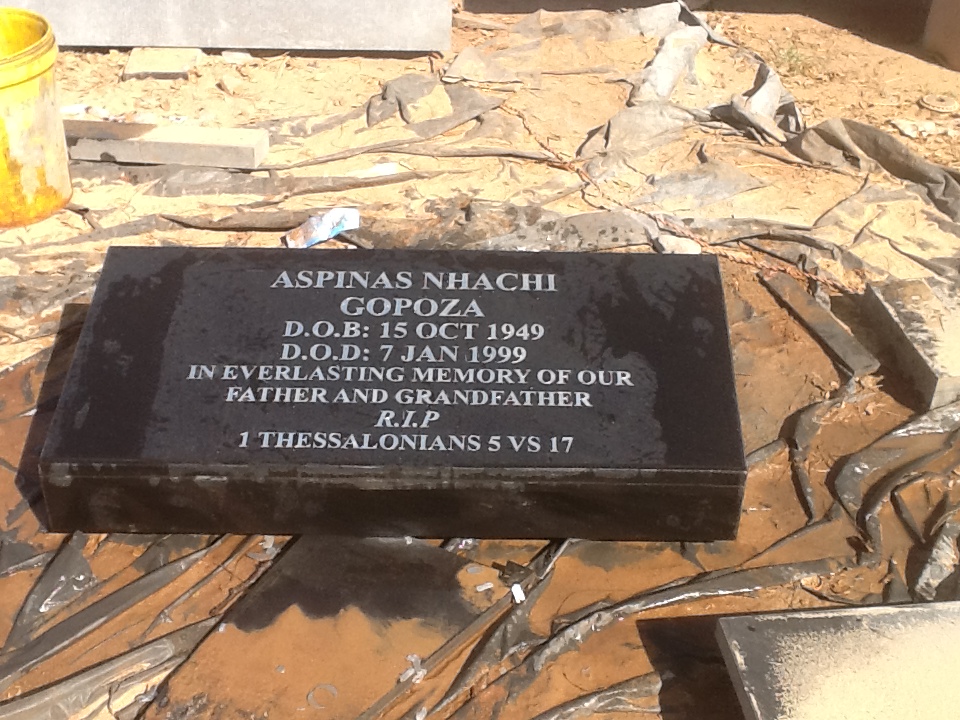 ASPINAS NHACHI
GOPOZA
D.O.B: 15 OCT 1949
D.O.D: 7 JAN 1999
IN EVERLASTING MEMORY OF OUR
FATHER AND GRANDFATHER
R.I.P
1 THESSALONIANS 5 VS 17